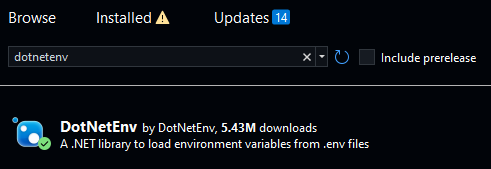 Browse Installed Updates 14
dotnetenv Include prerelease
DotNetEnv by DotNetEnv, 5.43M downloads
A .NET library to load environment variables from .env files